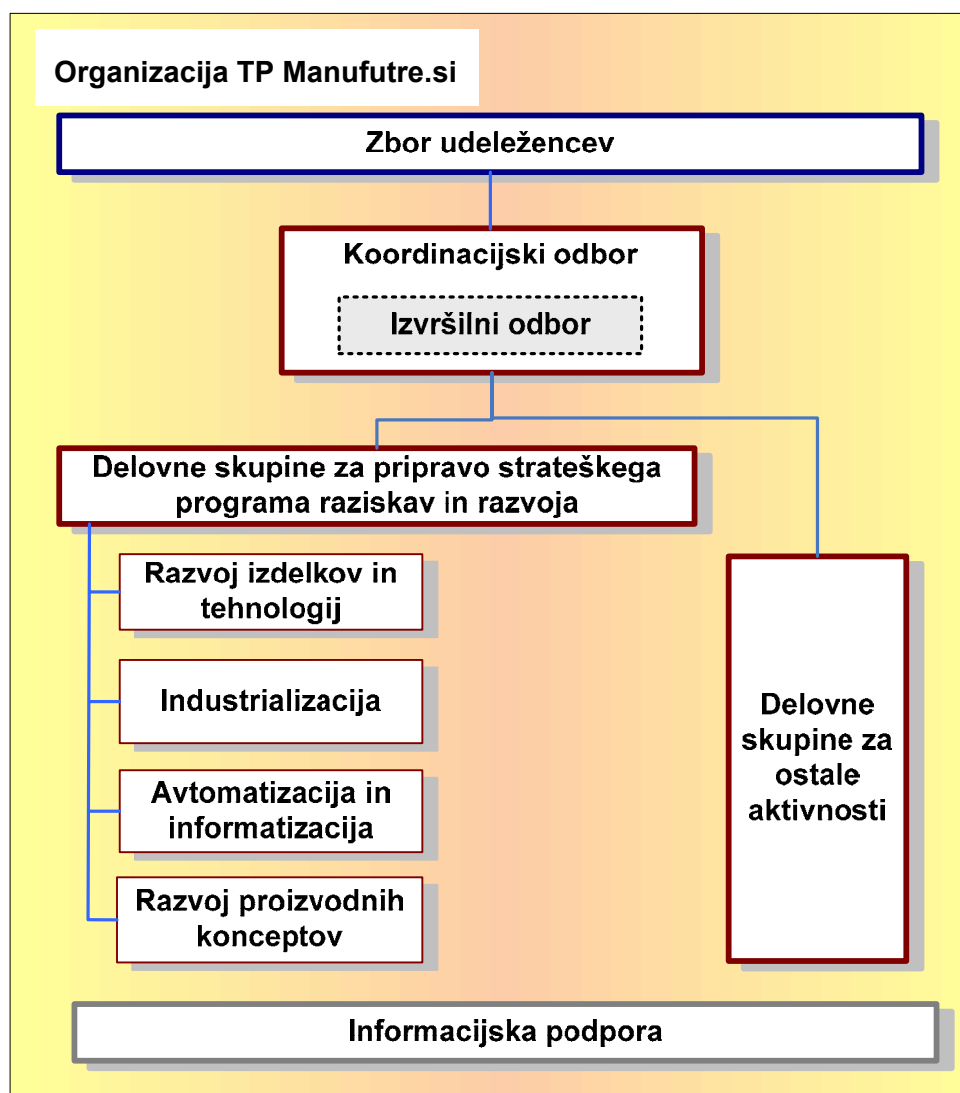 Organizacija TP Manufutre.si
Zbor udeležencev
Koordinacijski odbor
Izvršilni odbor
Delovne skupine za pripravo strateškega
programa raziskav in razvoja
Razvoj izdelkov in
tehnologij
Industrializacija
Avtomatizacija in
informatizacija
Razvoj proizvodnih
konceptov
Delovne
skupine za
ostale
aktivnosti
Informacijska podpora